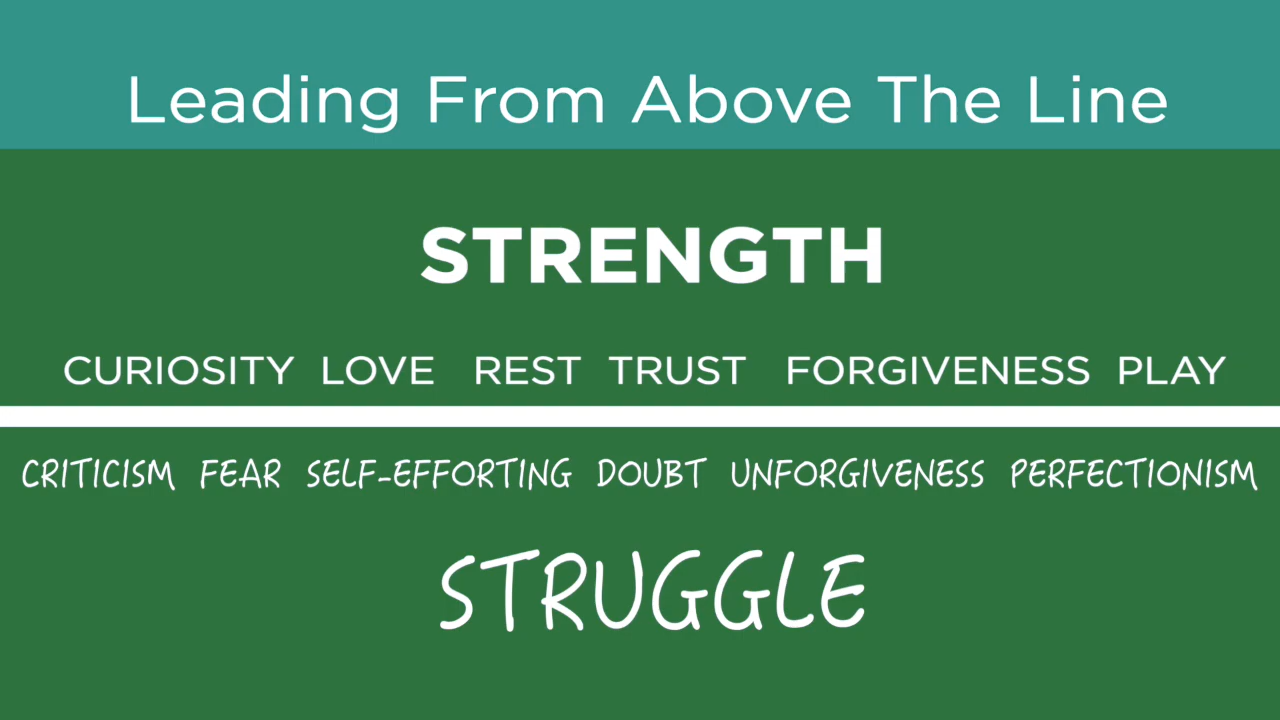 Leading From Above The Line
STRENGTH
CURIOSITY LOVE REST TRUST FORGIVENESS PLAY
CRITICISM FEAR SELF-EFFORTING DOUBT UNFORGIVENESS PERFECTIONISM
STRUGGLE